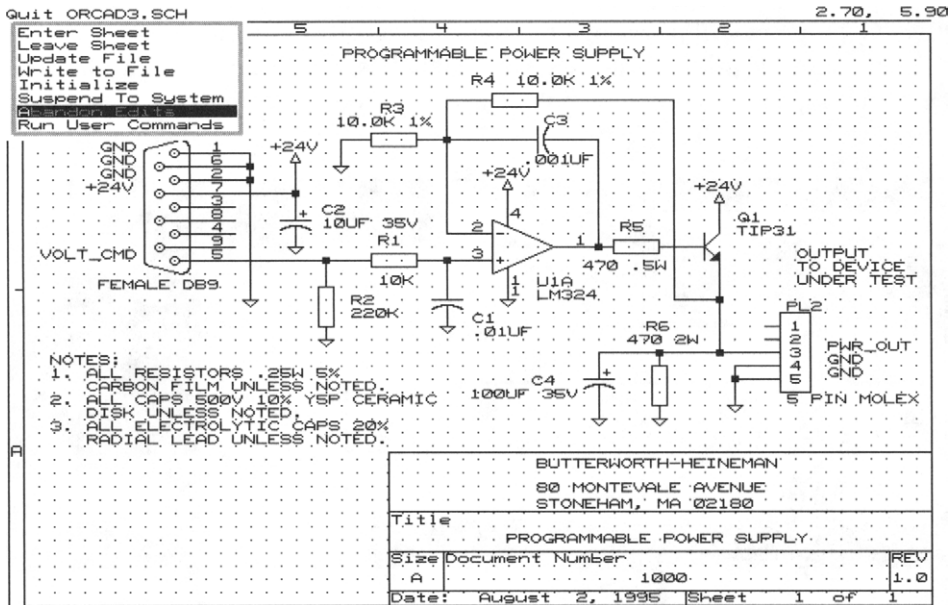 Quit ORCAD3.SCH
2.70, 5.90
Enter Sheet
Leave Sheet
Update File
Write to File
Initialize
Suspend To System
Abandon Edits
Run User Commands
5 4 3 2 1
PROGRAMMABLE POWER SUPPLY
R4 10.0K 1%
R3
10.0K 1%
C3
.001UF
GND 1
GND 6
GND 2
+24V 7
3
8
4
9
VOLT_CMD 5
FEMALE DB9
+24V
C2
10UF 35V
R1
10K
R2
220K
C1
.01UF
+24V
4
2
3
1
1
1
U1A
LM324
R5
470 .5W
+24V
Q1
TIP31
OUTPUT
TO DEVICE
UNDER TEST
PL2
1
2
3 PWR_OUT
4 GND
5 GND
5 PIN MOLEX
R6
470 2W
C4
100UF 35V
NOTES:
1. ALL RESISTORS .25W 5%
CARBON FILM UNLESS NOTED.
2. ALL CAPS 500V 10% Y5P CERAMIC
DISK UNLESS NOTED.
3. ALL ELECTROLYTIC CAPS 20%
RADIAL LEAD UNLESS NOTED.
A
BUTTERWORTH-HEINEMAN
80 MONTEVALE AVENUE
STONEHAM, MA 02180
Title
PROGRAMMABLE POWER SUPPLY
Size Document Number REV
A 1000 1.0
Date: August 2, 1995 Sheet 1 of 1